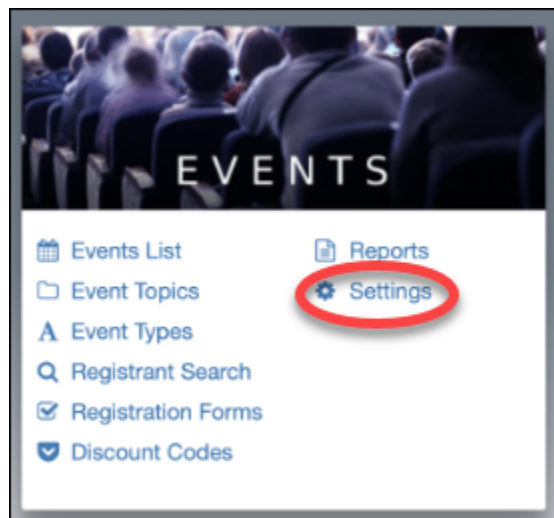 EVENTS
Events List
Event Topics
Event Types
Registrant Search
Registration Forms
Discount Codes
Reports
Settings